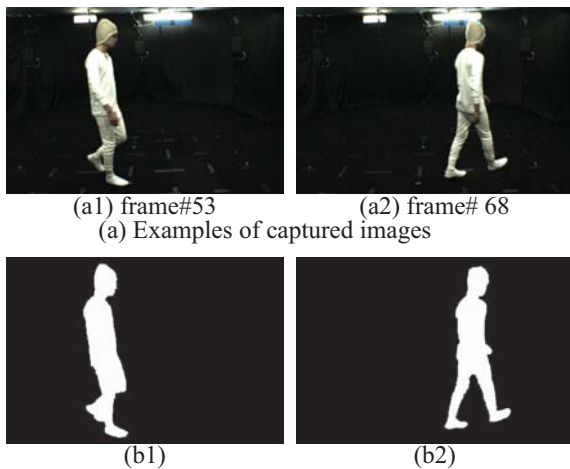 (a1) frame#53
(a2) frame# 68
(a) Examples of captured images
(b1)
(b2)